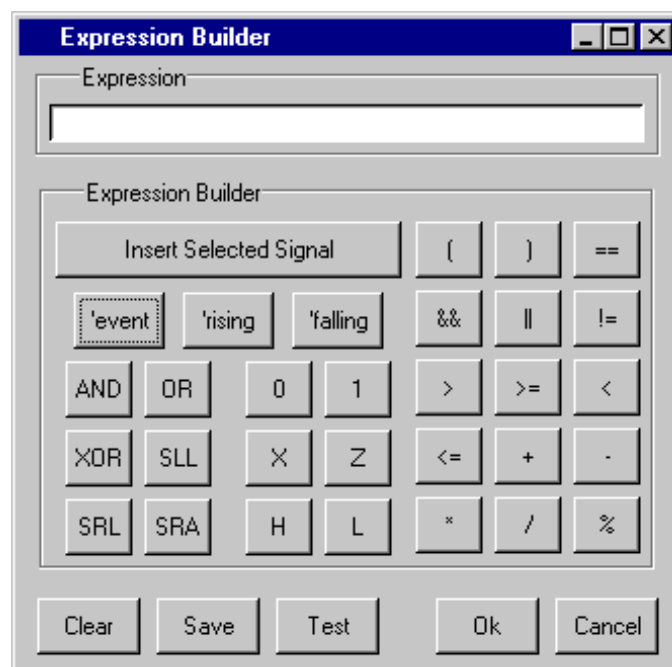 Expression Builder
Expression
Expression Builder
Insert Selected Signal ( ) ==
'event 'rising 'falling && || !=
AND OR 0 1 > >= <
XOR SLL X Z <= + -
SRL SRA H L * / %
Clear Save Test Ok Cancel